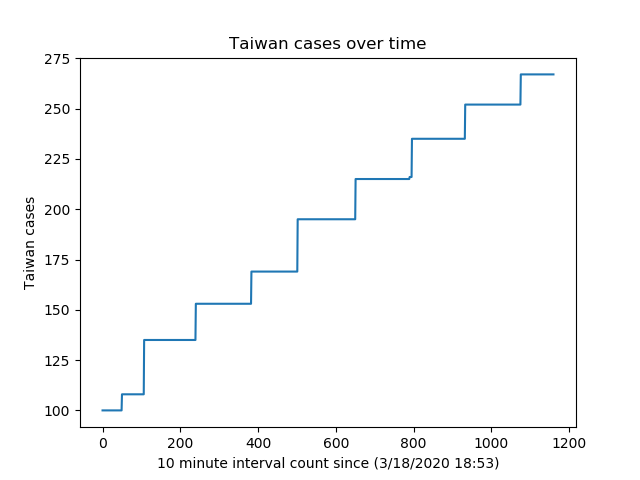 Taiwan cases over time
275
250
225
200
175
150
125
100
Taiwan cases
0 200 400 600 800 1000 1200
10 minute interval count since (3/18/2020 18:53)